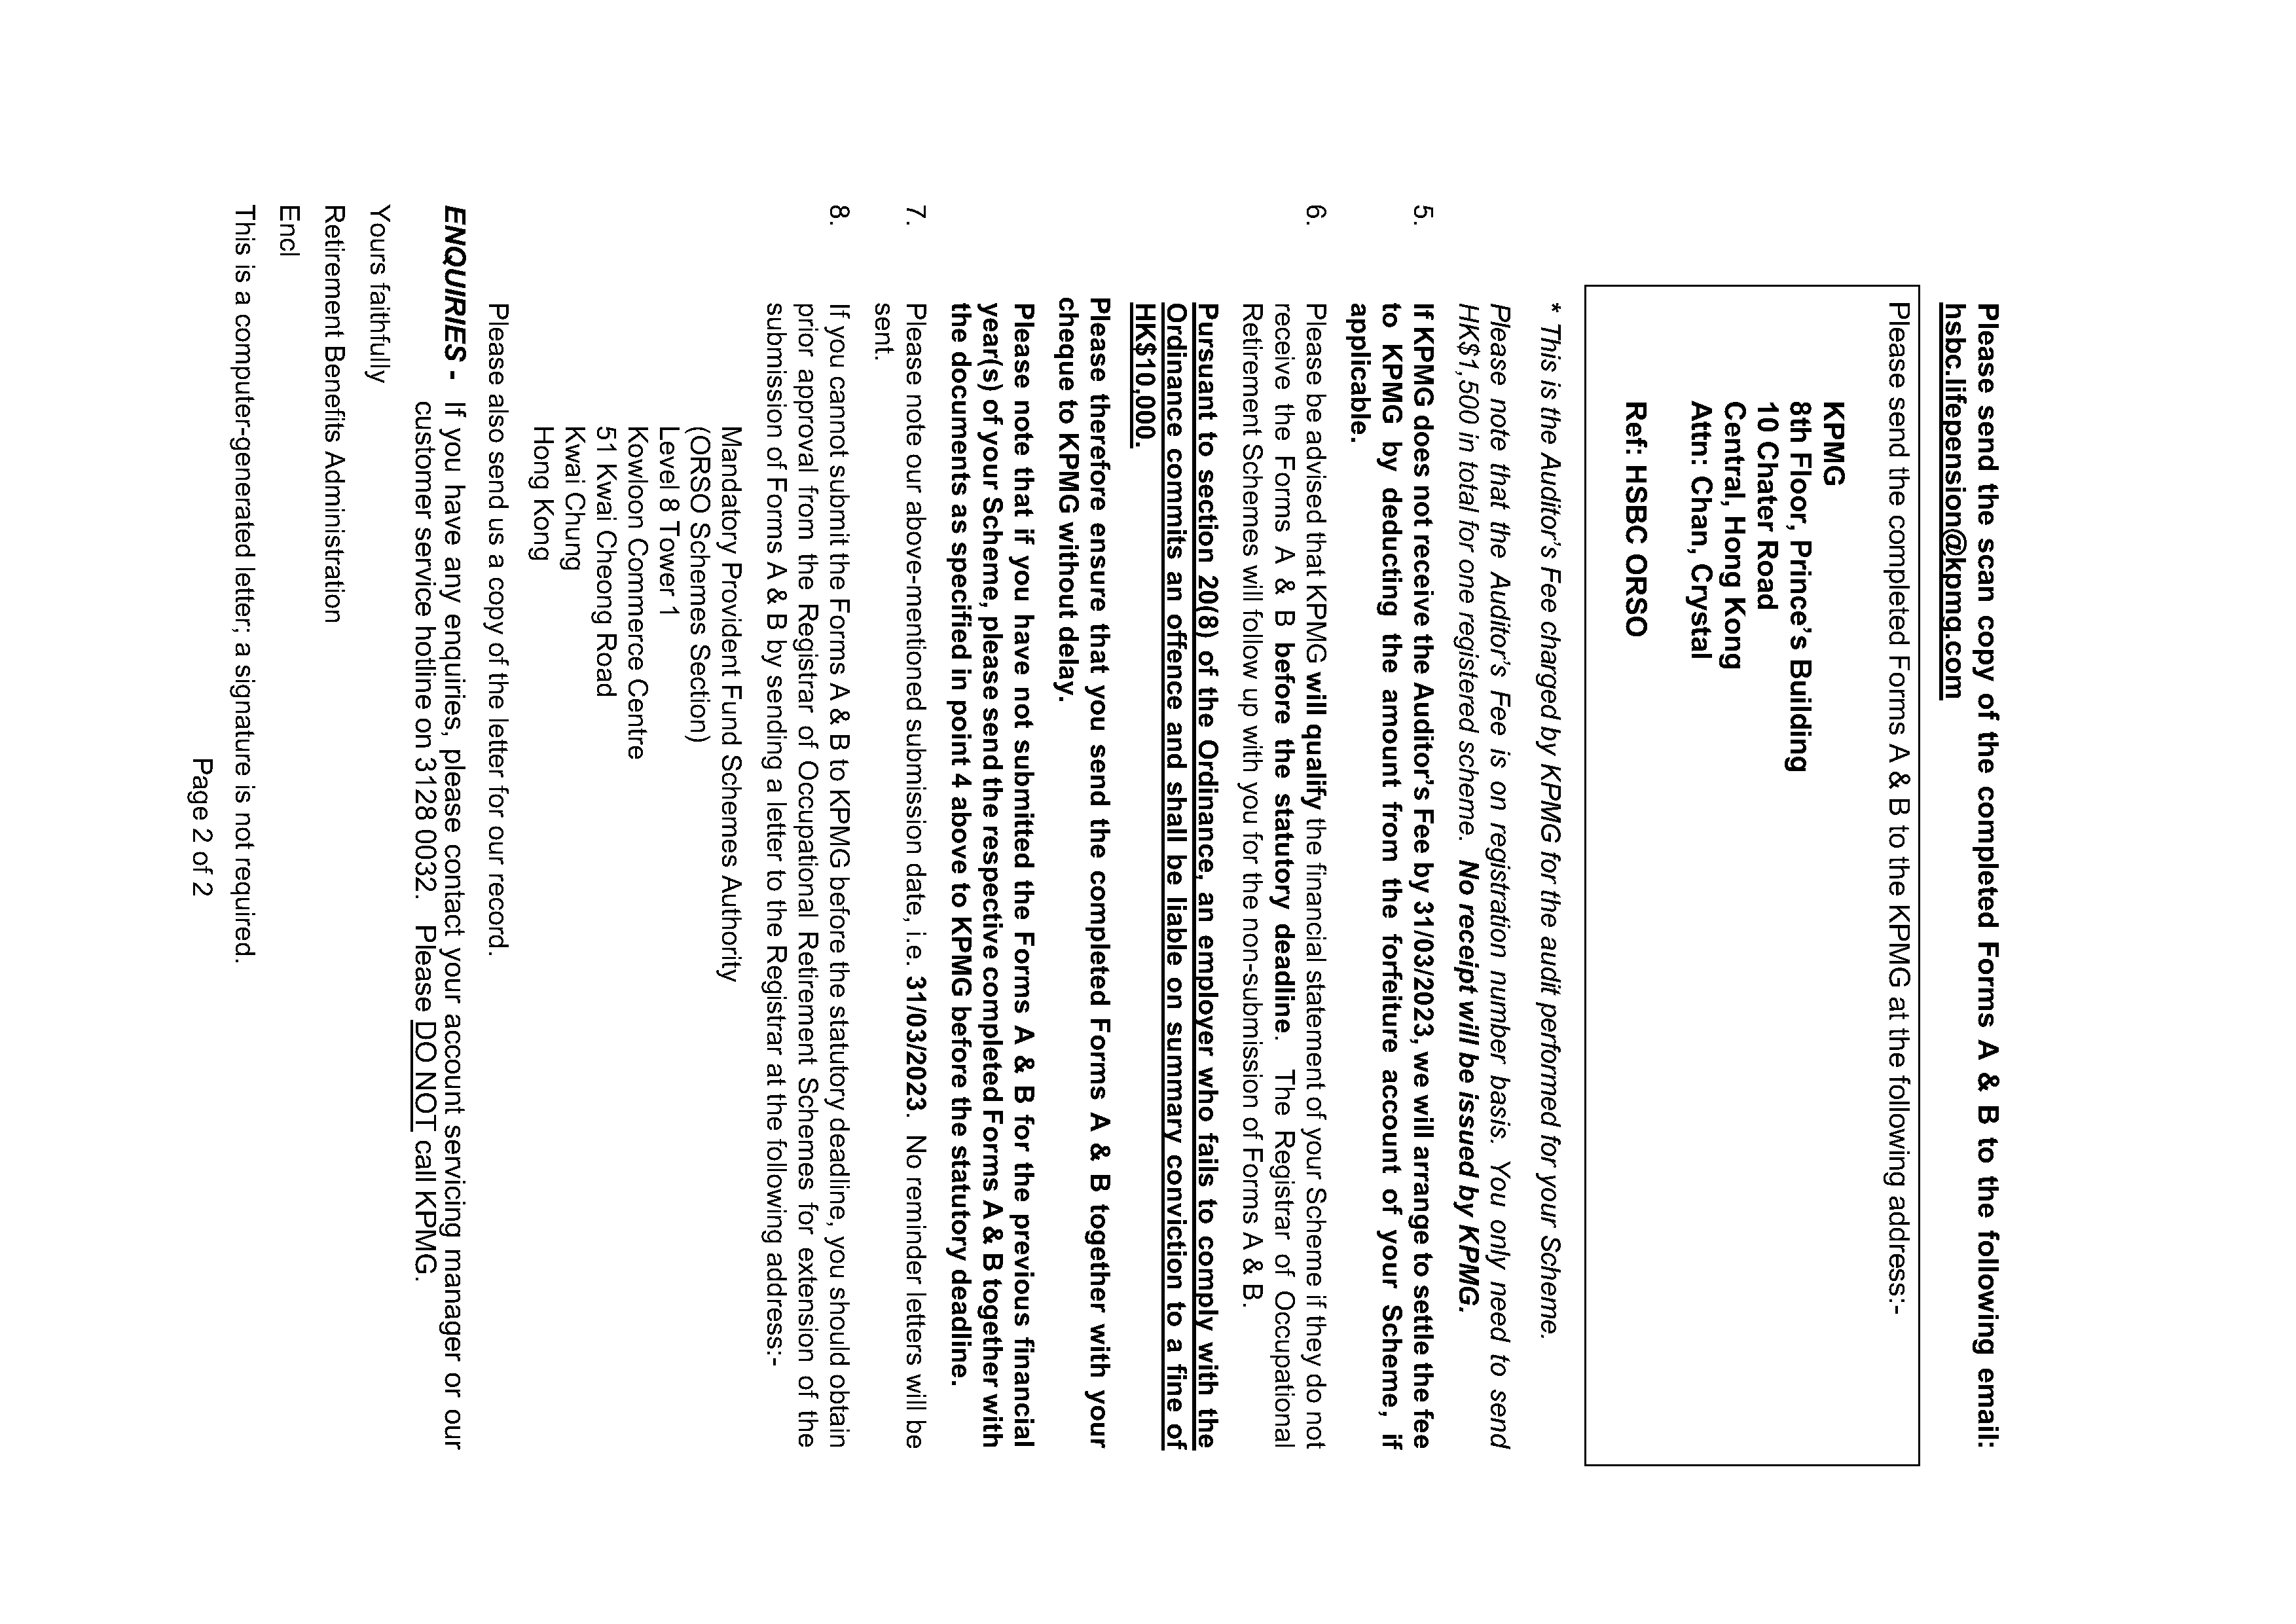 Please send the scan copy of the completed Forms A & B to the following email:
hsbc.lifepension@kpmg.com
Please send the completed Forms A & B to the KPMG at the following address:-
KPMG
8th Floor, Prince's Building
10 Chater Road
Central, Hong Kong
Attn: Chan, Crystal
Ref: HSBC ORSO
* This is the Auditor's Fee charged by KPMG for the audit performed for your Scheme.
Please note that the Auditor's Fee is on registration number basis. You only need to send
HK$1,500 in total for one registered scheme. No receipt will be issued by KPMG.
5. If KPMG does not receive the Auditor's Fee by 31/03/2023, we will arrange to settle the fee
to KPMG by deducting the amount from the forfeiture account of your Scheme, if
applicable.
6. Please be advised that KPMG will qualify the financial statement of your Scheme if they do not
receive the Forms A & B before the statutory deadline. The Registrar of Occupational
Retirement Schemes will follow up with you for the non-submission of Forms A & B.
Pursuant to section 20(8) of the Ordinance, an employer who fails to comply with the
Ordinance commits an offence and shall be liable on summary conviction to a fine of
HK$10,000.
Please therefore ensure that you send the completed Forms A & B together with your
cheque to KPMG without delay.
Please note that if you have not submitted the Forms A & B for the previous financial
year(s) of your Scheme, please send the respective completed Forms A & B together with
the documents as specified in point 4 above to KPMG before the statutory deadline.
7. Please note our above-mentioned submission date, i.e. 31/03/2023. No reminder letters will be
sent.
8. If you cannot submit the Forms A & B to KPMG before the statutory deadline, you should obtain
prior approval from the Registrar of Occupational Retirement Schemes for extension of the
submission of Forms A & B by sending a letter to the Registrar at the following address:-
Mandatory Provident Fund Schemes Authority
(ORSO Schemes Section)
Level 8 Tower 1
Kowloon Commerce Centre
51 Kwai Cheong Road
Kwai Chung
Hong Kong
Please also send us a copy of the letter for our record.
ENQUIRIES - If you have any enquiries, please contact your account servicing manager or our
customer service hotline on 3128 0032. Please DO NOT call KPMG.
Yours faithfully
Retirement Benefits Administration
Encl
This is a computer-generated letter; a signature is not required.
Page 2 of 2